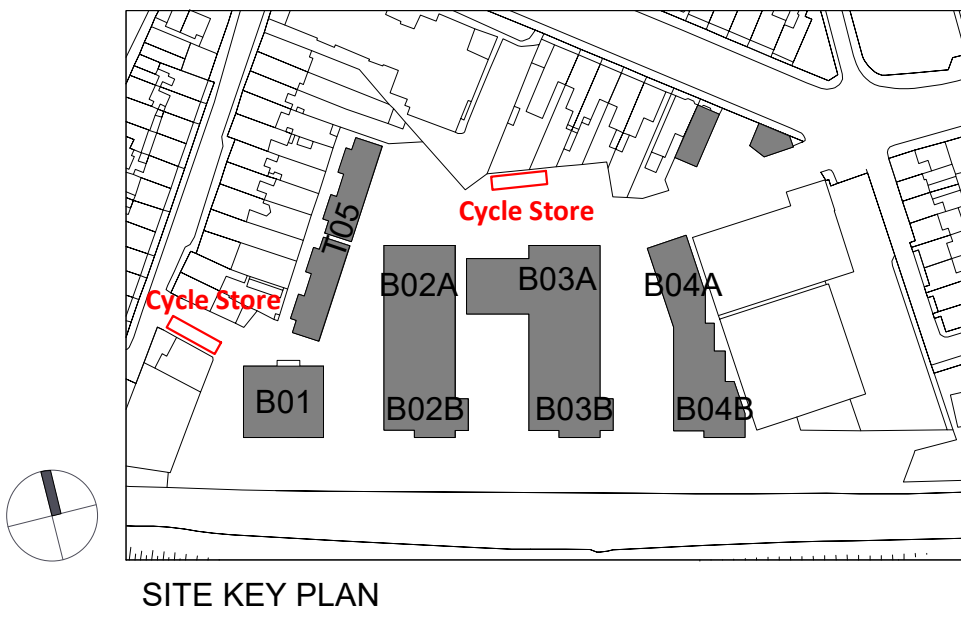 Cycle Store
T05
B02A
B03A
B04A
Cycle Store
B01
B02B
B03B
B04B
SITE KEY PLAN